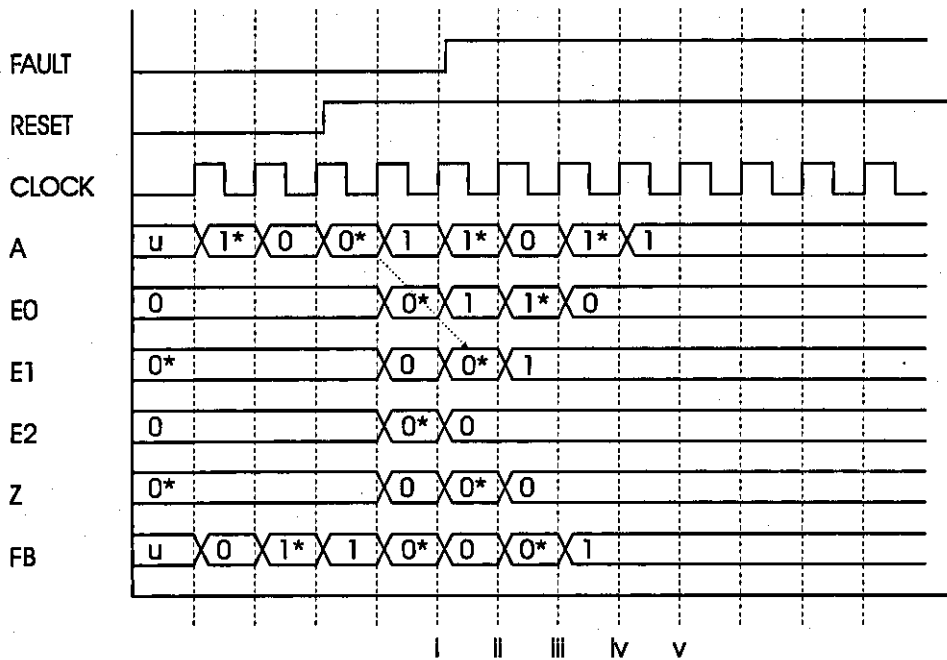 FAULT
RESET
CLOCK
A u 1* 0 0* 1 1* 0 1* 1
E0 0 0* 1 1* 0
E1 0* 0 0* 1
E2 0 0* 0
Z 0* 0 0* 0
FB u 0 1* 1 0* 0 0* 1
i ii iii iv v